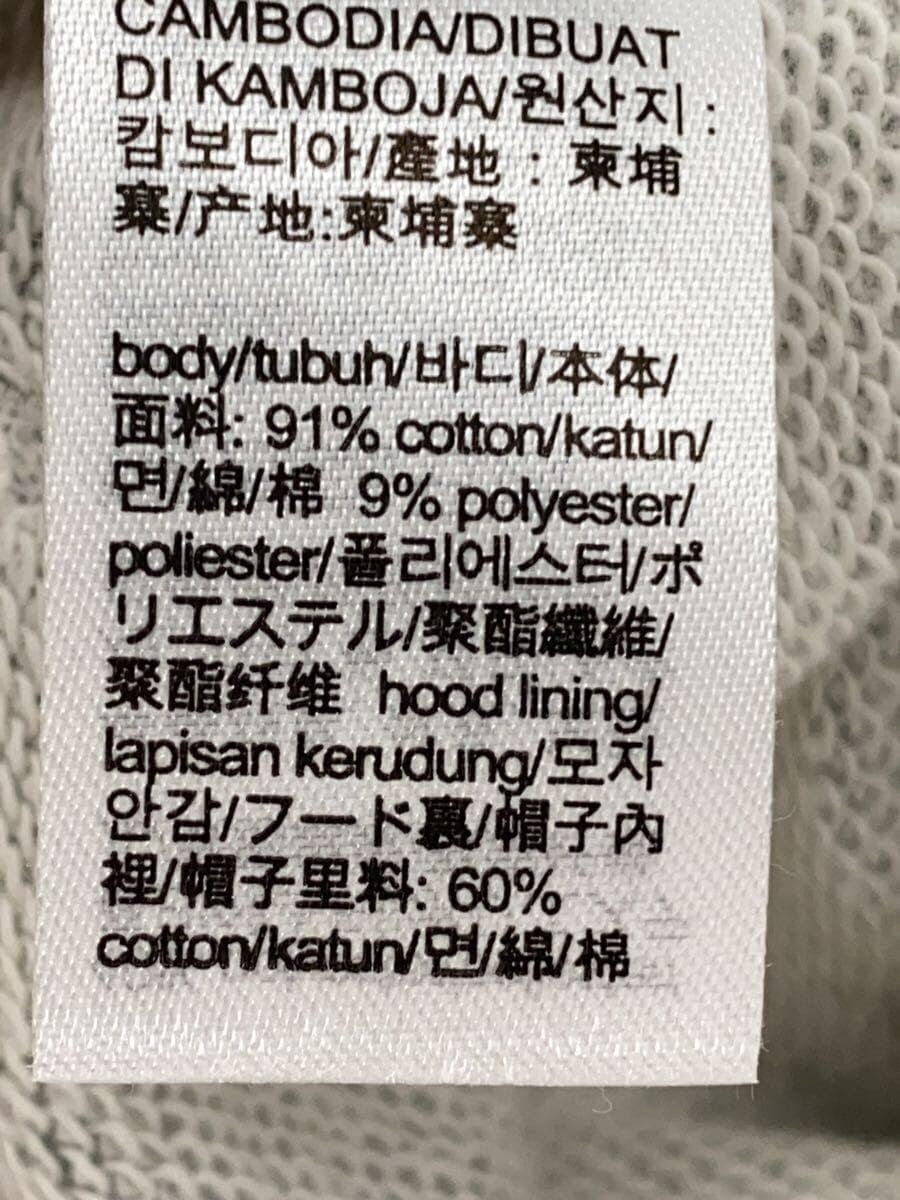 CAMBODIA/DIBUAT
DI KAMBOJA/원산지 :
캄보디아/產地 : 柬埔
寨/产地:柬埔寨
body/tubuh/바디/本体/
面料: 91% cotton/katun/
면/綿/棉 9% polyester/
poliester/폴리에스터/ポ
リエステル/聚酯纖維/
聚酯纤维 hood lining/
lapisan kerudung/모자
안감/フード裏/帽子內
裡/帽子里料: 60%
cotton/katun/면/綿/棉